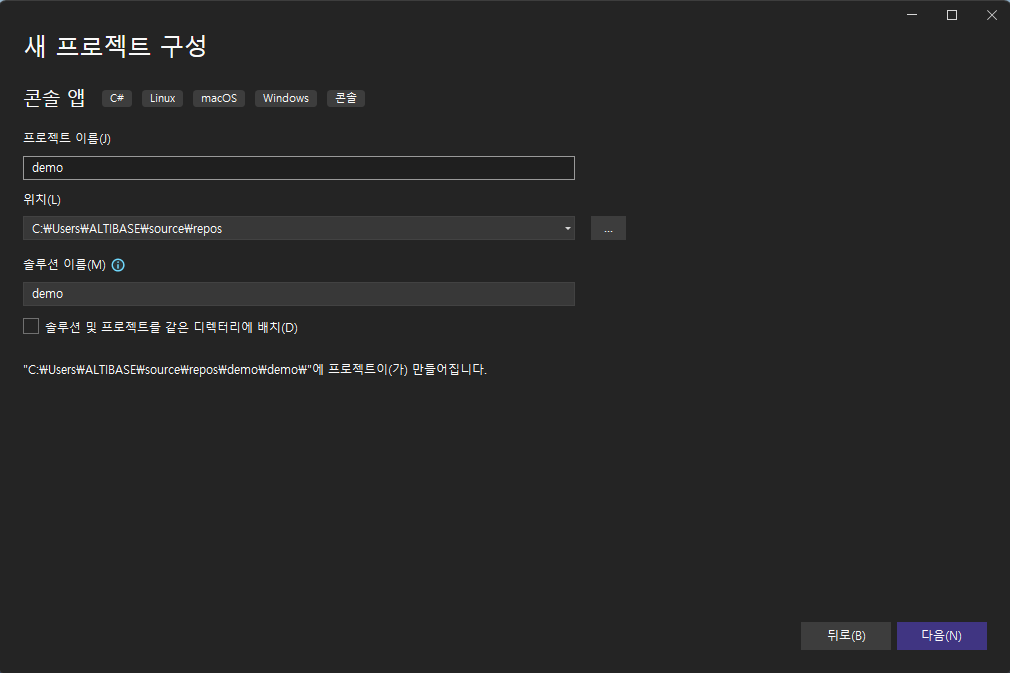 새 프로젝트 구성
콘솔 앱 C# Linux macOS Windows 콘솔
프로젝트 이름(J)
demo
위치(L)
C:₩Users₩ALTIBASE₩source₩repos
...
솔루션 이름(M)
demo
솔루션 및 프로젝트를 같은 디렉터리에 배치(D)
"C:₩Users₩ALTIBASE₩source₩repos₩demo₩demo₩"에 프로젝트이(가) 만들어집니다.
뒤로(B) 다음(N)